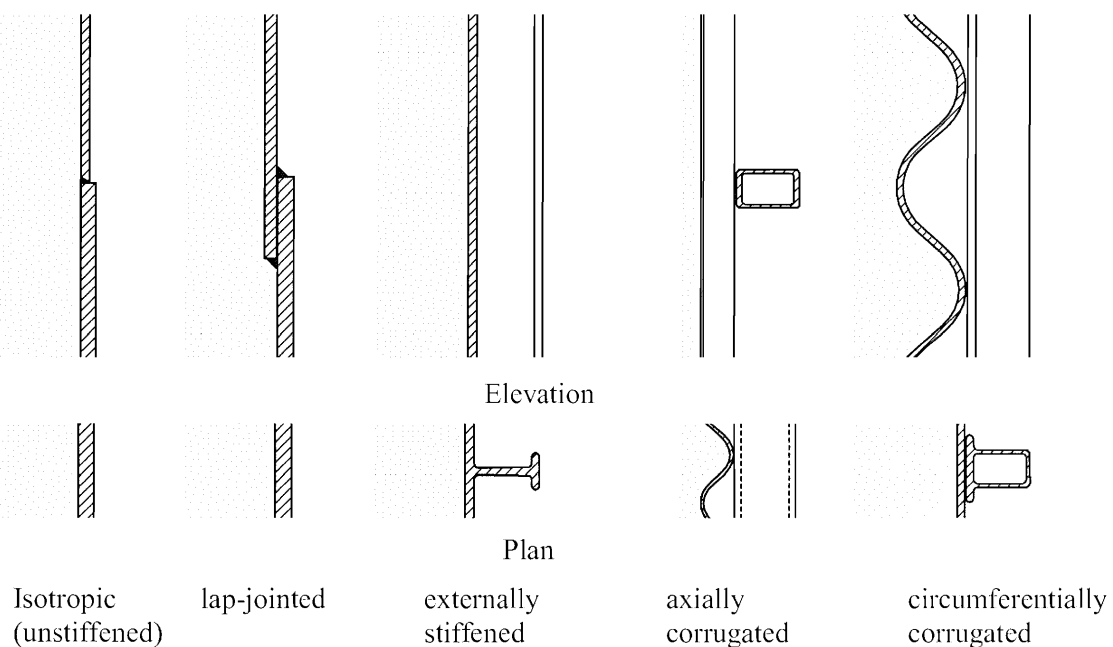 Elevation
Plan
Isotropic
(unstiffened)
lap-jointed
externally
stiffened
axially
corrugated
circumferentially
corrugated